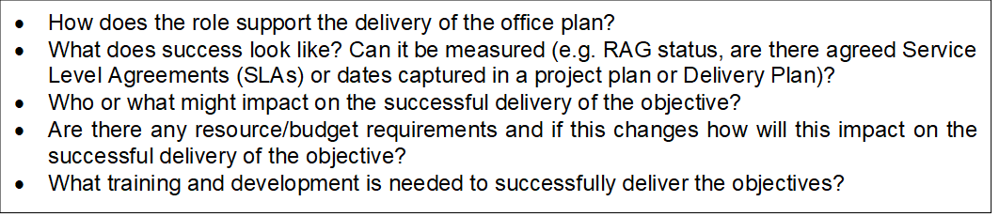 • How does the role support the delivery of the office plan?
• What does success look like? Can it be measured (e.g. RAG status, are there agreed Service
Level Agreements (SLAs) or dates captured in a project plan or Delivery Plan)?
• Who or what might impact on the successful delivery of the objective?
• Are there any resource/budget requirements and if this changes how will this impact on the
successful delivery of the objective?
• What training and development is needed to successfully deliver the objectives?